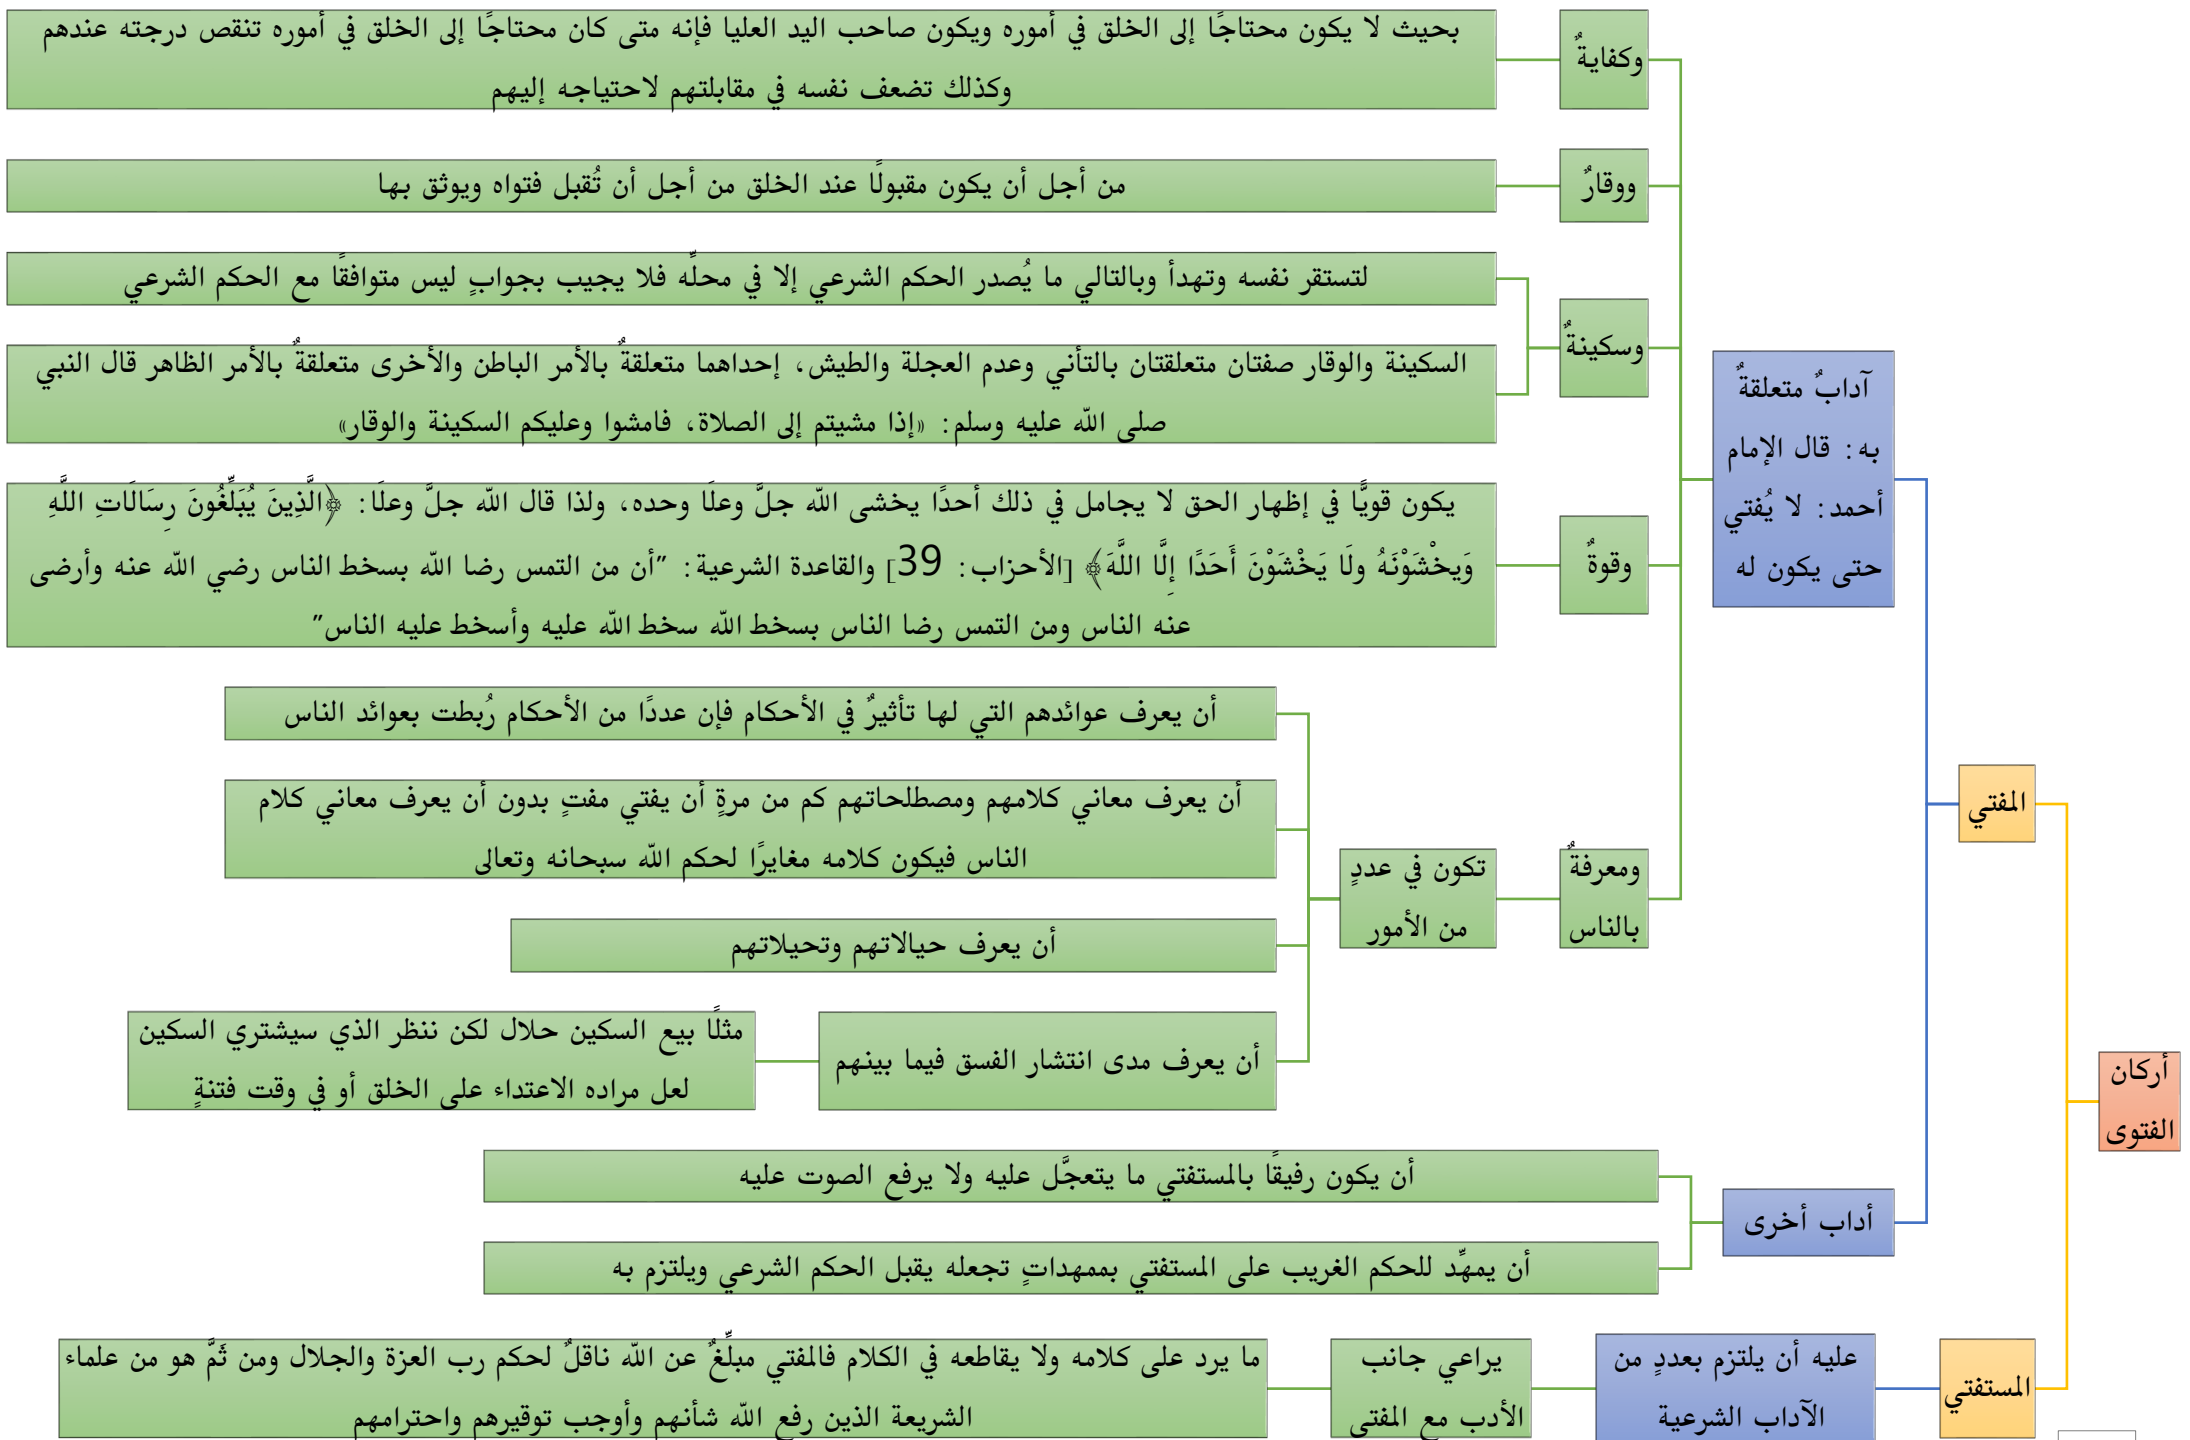 أركان
الفتوى
المفتي
آدابٌ متعلقةٌ
به: قال الإمام
أحمد: لا يُفتي
حتى يكون له
وكفايةٌ
بحيث لا يكون محتاجًا إلى الخلق في أموره ويكون صاحب اليد العليا فإنه متى كان محتاجًا إلى الخلق في أموره تنقص درجته عندهم
وكذلك تضعف نفسه في مقابلتهم لاحتياجه إليهم
ووقارٌ
من أجل أن يكون مقبولًا عند الخلق من أجل أن تُقبل فتواه ويوثق بها
وسكينةٌ
لتستقر نفسه وتهدأ وبالتالي ما يُصدر الحكم الشرعي إلا في محلِّه فلا يجيب بجوابٍ ليس متوافقًا مع الحكم الشرعي
السكينة والوقار صفتان متعلقتان بالتأني وعدم العجلة والطيش، إحداهما متعلقةٌ بالأمر الباطن والأخرى متعلقةٌ بالأمر الظاهر قال النبي
صلى الله عليه وسلم: «إذا مشيتم إلى الصلاة، فامشوا وعليكم السكينة والوقار»
وقوةٌ
يكون قويًّا في إظهار الحق لا يجامل في ذلك أحدًا يخشى الله جلَّ وعلَا وحده، ولذا قال الله جلَّ وعلَا: ﴿الَّذِينَ يُبَلِّغُونَ رِسَالَاتِ اللَّهِ
وَيَخْشَوْنَهُ وَلَا يَخْشَوْنَ أَحَدًا إِلَّا اللَّهَ﴾ [الأحزاب: 39] والقاعدة الشرعية: "أن من التمس رضا الله بسخط الناس رضي الله عنه وأرضى
عنه الناس ومن التمس رضا الناس بسخط الله سخط الله عليه وأسخط عليه الناس"
ومعرفةٌ
بالناس
تكون في عددٍ
من الأمور
أن يعرف عوائدهم التي لها تأثيرٌ في الأحكام فإن عددًا من الأحكام رُبطت بعوائد الناس
أن يعرف معاني كلامهم ومصطلحاتهم كم من مرةٍ أن يفتي مفتٍ بدون أن يعرف معاني كلام
الناس فيكون كلامه مغايرًا لحكم الله سبحانه وتعالى
أن يعرف حيالاتهم وتحيلاتهم
أن يعرف مدى انتشار الفسق فيما بينهم
مثلًا بيع السكين حلال لكن ننظر الذي سيشتري السكين
لعل مراده الاعتداء على الخلق أو في وقت فتنةٍ
أداب أخرى
أن يكون رفيقًا بالمستفتي ما يتعجَّل عليه ولا يرفع الصوت عليه
أن يمهِّد للحكم الغريب على المستفتي بممهداتٍ تجعله يقبل الحكم الشرعي ويلتزم به
المستفتي
عليه أن يلتزم بعددٍ من
الآداب الشرعية
يراعي جانب
الأدب مع المفتي
ما يرد على كلامه ولا يقاطعه في الكلام فالمفتي مبلِّغٌ عن الله ناقلٌ لحكم رب العزة والجلال ومن ثَمَّ هو من علماء
الشريعة الذين رفع الله شأنهم وأوجب توقيرهم واحترامهم